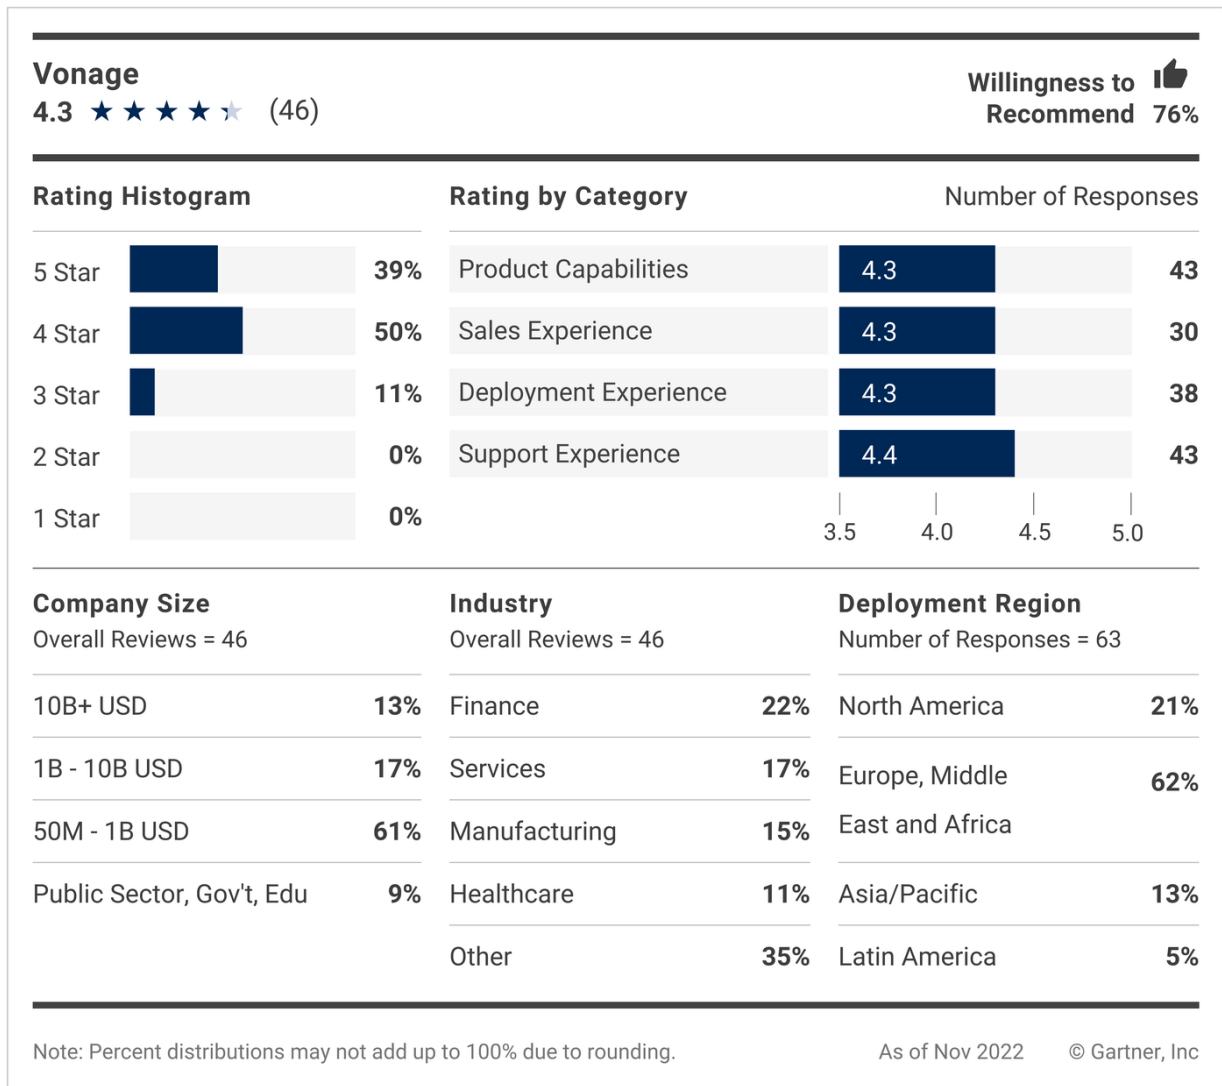 Vonage
4.3 ★ ★ ★ ★ ★ (46)
Willingness to
Recommend 76%
Rating Histogram
5 Star 39%
4 Star 50%
3 Star 11%
2 Star 0%
1 Star 0%
Rating by Category Number of Responses
Product Capabilities 4.3 43
Sales Experience 4.3 30
Deployment Experience 4.3 38
Support Experience 4.4 43
3.5 4.0 4.5 5.0
Company Size
Overall Reviews = 46
10B+ USD 13%
1B - 10B USD 17%
50M - 1B USD 61%
Public Sector, Gov't, Edu 9%
Industry
Overall Reviews = 46
Finance 22%
Services 17%
Manufacturing 15%
Healthcare 11%
Other 35%
Deployment Region
Number of Responses = 63
North America 21%
Europe, Middle 62%
East and Africa
Asia/Pacific 13%
Latin America 5%
Note: Percent distributions may not add up to 100% due to rounding.
As of Nov 2022 © Gartner, Inc